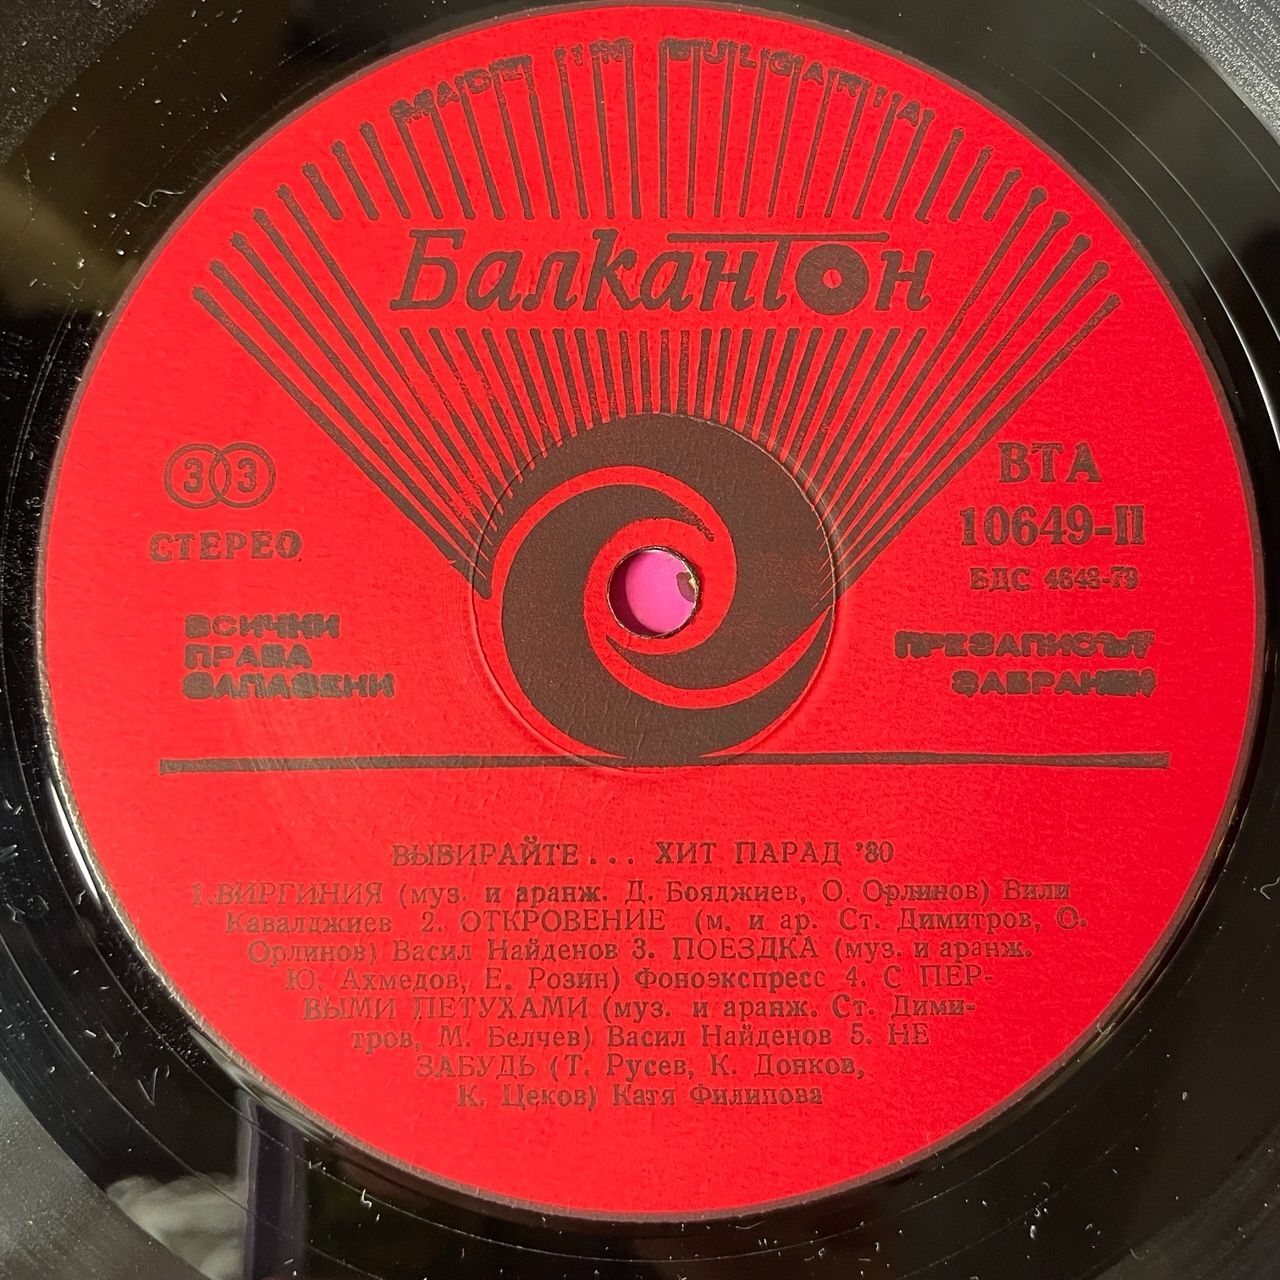 MADE IN BULGARIA
Балкантон
33
СТЕРЕО
ВТА
10649-II
БДС 4648-79
ВСИЧКИ
ПРАВА
ЗАПАЗЕНИ
ПРЕЗАПИСЪТ
ЗАБРАНЕН
ВЫБИРАЙТЕ... ХИТ ПАРАД '80
1.ВИРГИНИЯ (муз. и аранж. Д. Бояджиев, О. Орлинов) Вили
Кавалджиев 2. ОТКРОВЕНИЕ (м. и ар. Ст. Димитров, О.
Орлинов) Васил Найденов 3. ПОЕЗДКА (муз. и аранж.
Ю. Ахмедов, Е. Розин) Фоноэкспресс 4. С ПЕР-
ВЫМИ ПЕТУХАМИ (муз. и аранж. Ст. Дими-
тров, М. Белчев) Васил Найденов 5. НЕ
ЗАБУДЬ (Т. Русев, К. Донков,
К. Цеков) Катя Филипова